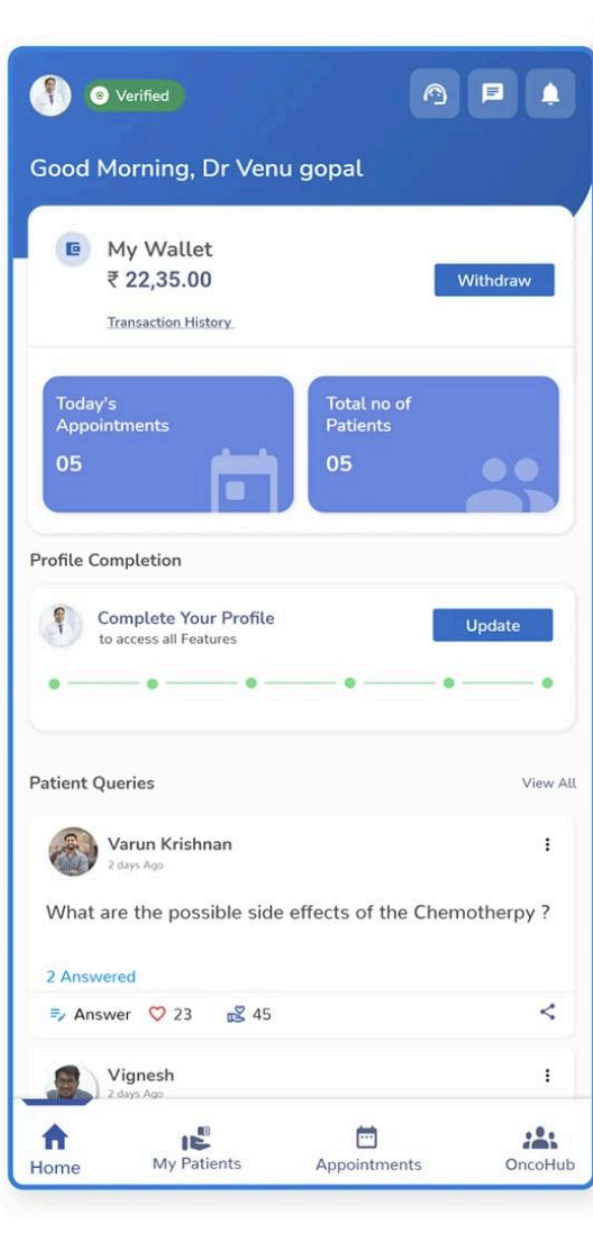 Verified
Good Morning, Dr Venu gopal
My Wallet
₹ 22,35.00
Withdraw
Transaction History
Today's
Appointments
05
Total no of
Patients
05
Profile Completion
Complete Your Profile
to access all Features
Update
Patient Queries
View All
Varun Krishnan
2 days Ago
What are the possible side effects of the Chemotherpy ?
2 Answered
Answer 23 45
Vignesh
2 days Ago
Home My Patients Appointments OncoHub